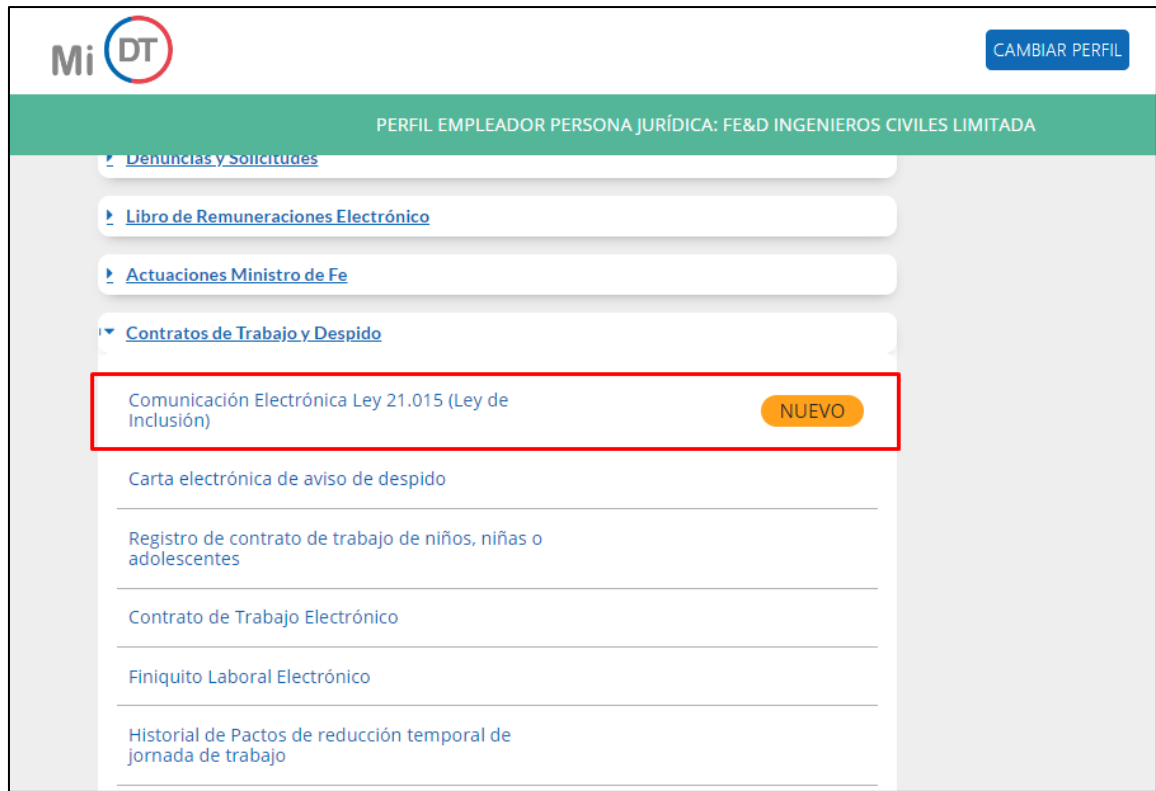 Mi DT
CAMBIAR PERFIL
PERFIL EMPLEADOR PERSONA JURÍDICA: FE&D INGENIEROS CIVILES LIMITADA
Denuncias y Solicitudes
Libro de Remuneraciones Electrónico
Actuaciones Ministro de Fe
Contratos de Trabajo y Despido
Comunicación Electrónica Ley 21.015 (Ley de
Inclusión)
NUEVO
Carta electrónica de aviso de despido
Registro de contrato de trabajo de niños, niñas o
adolescentes
Contrato de Trabajo Electrónico
Finiquito Laboral Electrónico
Historial de Pactos de reducción temporal de
jornada de trabajo